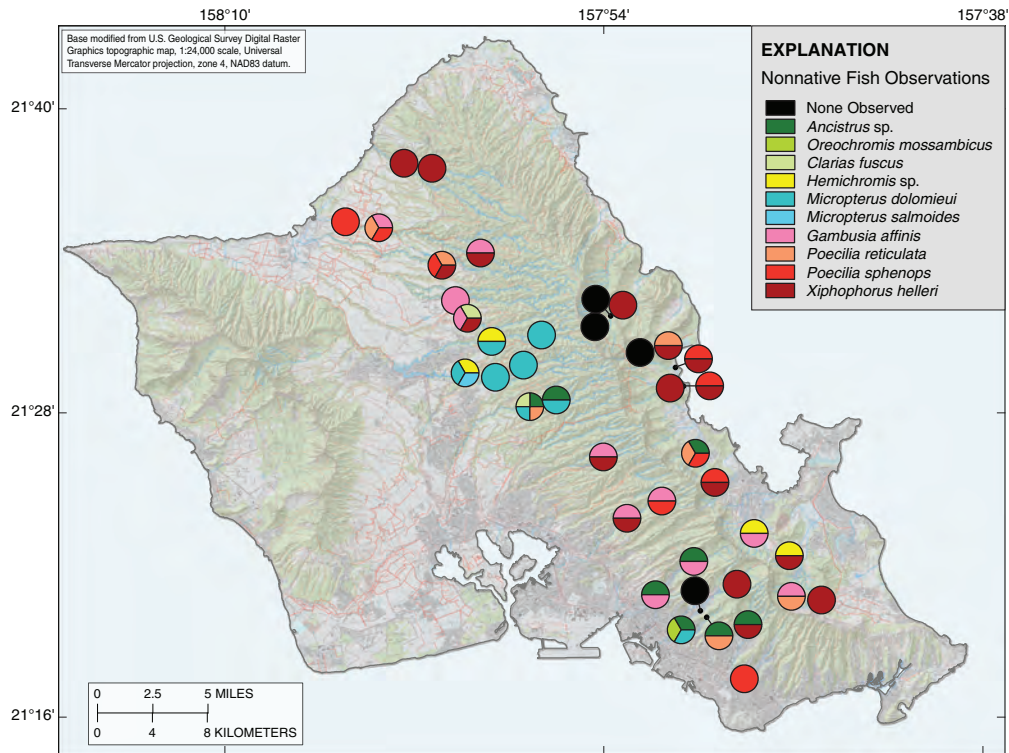 158°10'
157°54'
157°38'
Base modified from U.S. Geological Survey Digital Raster
Graphics topographic map, 1:24,000 scale, Universal
Transverse Mercator projection, zone 4, NAD83 datum.
EXPLANATION
Nonnative Fish Observations
None Observed
Ancistrus sp.
Oreochromis mossambicus
Clarias fuscus
Hemichromis sp.
Micropterus dolomieui
Micropterus salmoides
Gambusia affinis
Poecilia reticulata
Poecilia sphenops
Xiphophorus helleri
21°40'
21°28'
21°16'
0 2.5 5 MILES
0 4 8 KILOMETERS